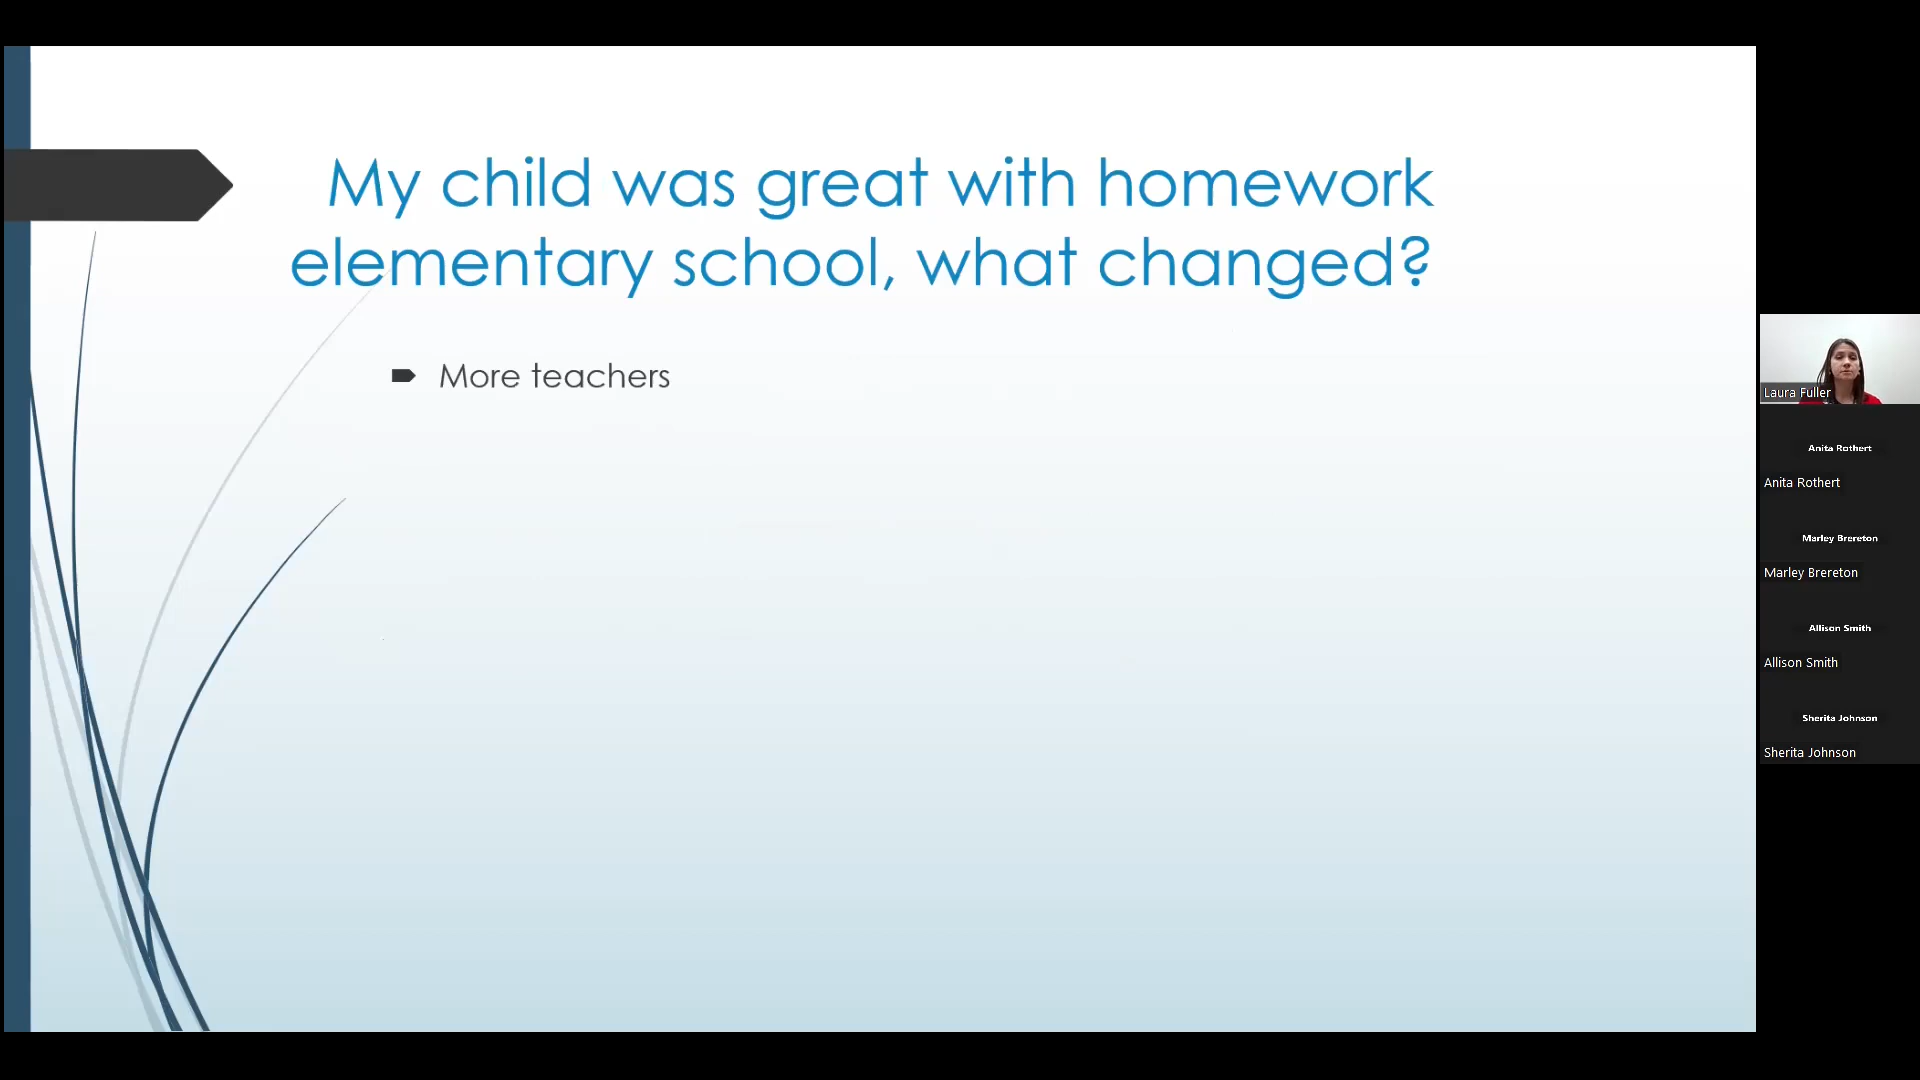 My child was great with homework
elementary school, what changed?
More teachers
Laura Fuller
Anita Rothert
Anita Rothert
Marley Brereton
Marley Brereton
Allison Smith
Allison Smith
Sherita Johnson
Sherita Johnson